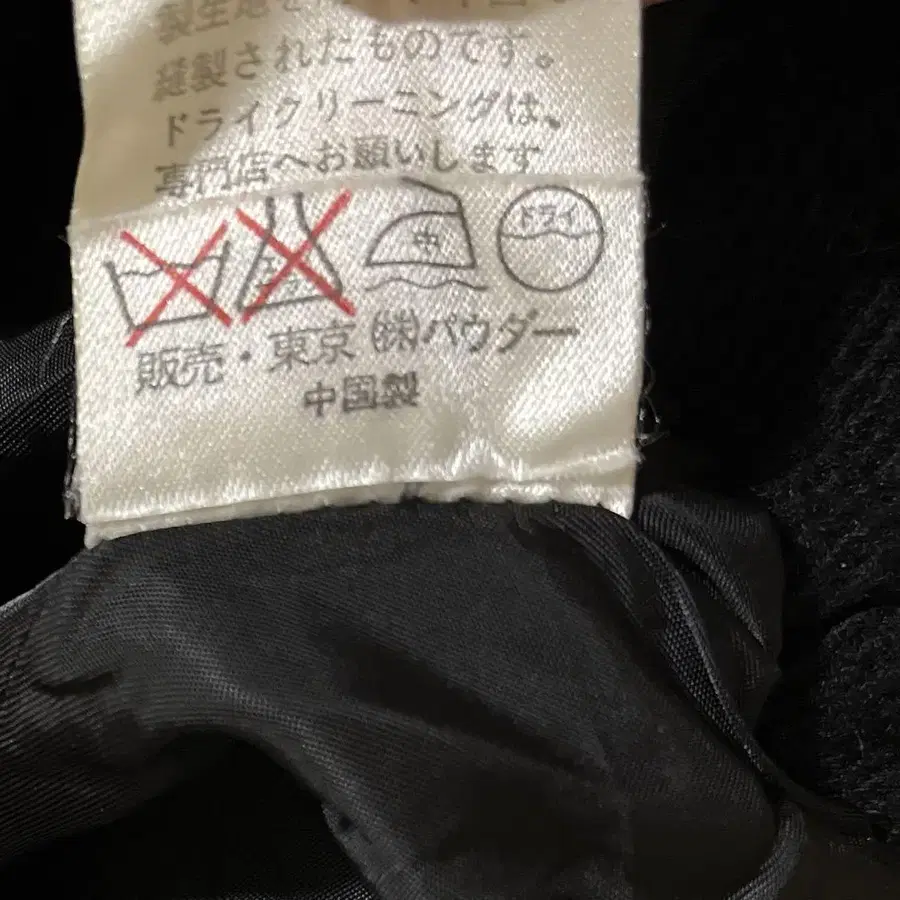 縫製されたものです。
ドライクリーニングは、
専門店へお願いします
中 ドライ
販売・東京 ㈱パウダー
中国製